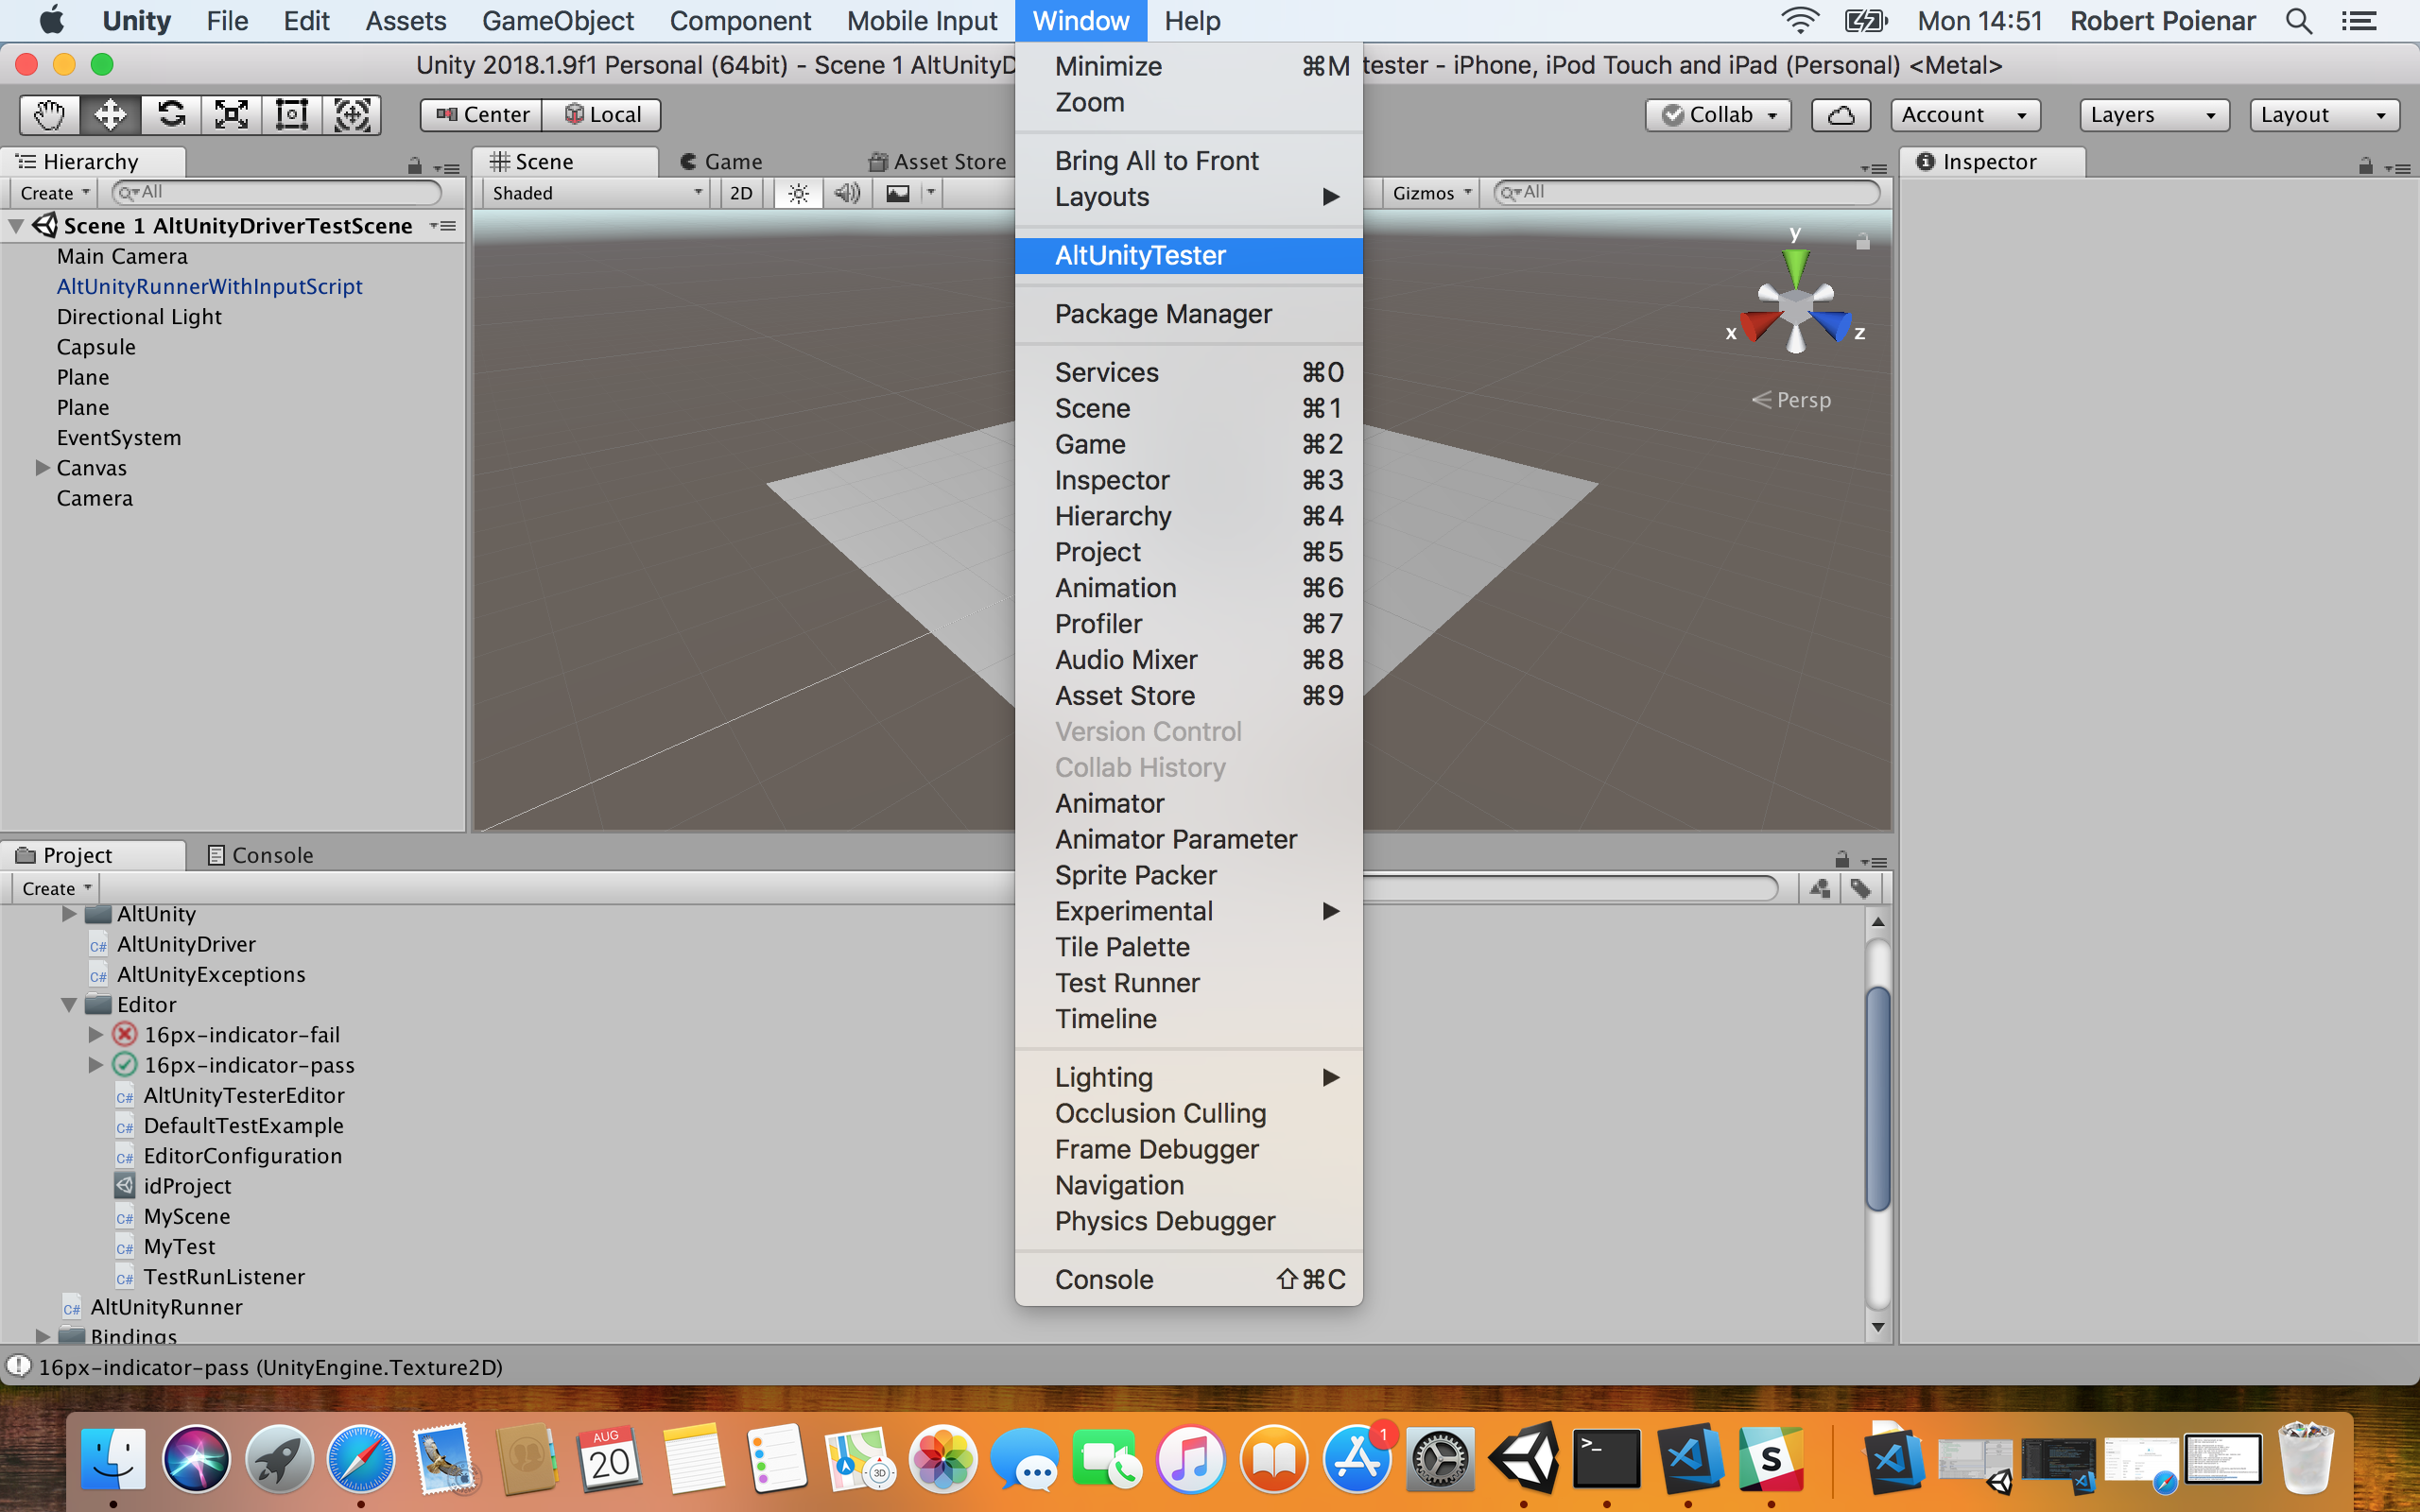 Unity File Edit Assets GameObject Component Mobile Input Window Help Mon 14:51 Robert Poienar
Unity 2018.1.9f1 Personal (64bit) - Scene 1 AltUnityD tester - iPhone, iPod Touch and iPad (Personal) <Metal>
Center Local Collab Account Layers Layout
Hierarchy
Create All
Scene 1 AltUnityDriverTestScene
Main Camera
AltUnityRunnerWithInputScript
Directional Light
Capsule
Plane
Plane
EventSystem
Canvas
Camera
Scene Game Asset Store
Shaded 2D Gizmos All
y
x z
Persp
Inspector
Minimize ⌘M
Zoom
Bring All to Front
Layouts
AltUnityTester
Package Manager
Services ⌘0
Scene ⌘1
Game ⌘2
Inspector ⌘3
Hierarchy ⌘4
Project ⌘5
Animation ⌘6
Profiler ⌘7
Audio Mixer ⌘8
Asset Store ⌘9
Version Control
Collab History
Animator
Animator Parameter
Sprite Packer
Experimental
Tile Palette
Test Runner
Timeline
Lighting
Occlusion Culling
Frame Debugger
Navigation
Physics Debugger
Console ⇧⌘C
Project Console
Create
AltUnity
C# AltUnityDriver
C# AltUnityExceptions
Editor
16px-indicator-fail
16px-indicator-pass
C# AltUnityTesterEditor
C# DefaultTestExample
C# EditorConfiguration
idProject
C# MyScene
C# MyTest
C# TestRunListener
C# AltUnityRunner
Bindings
16px-indicator-pass (UnityEngine.Texture2D)
AUG
20
3D
1
>_
S